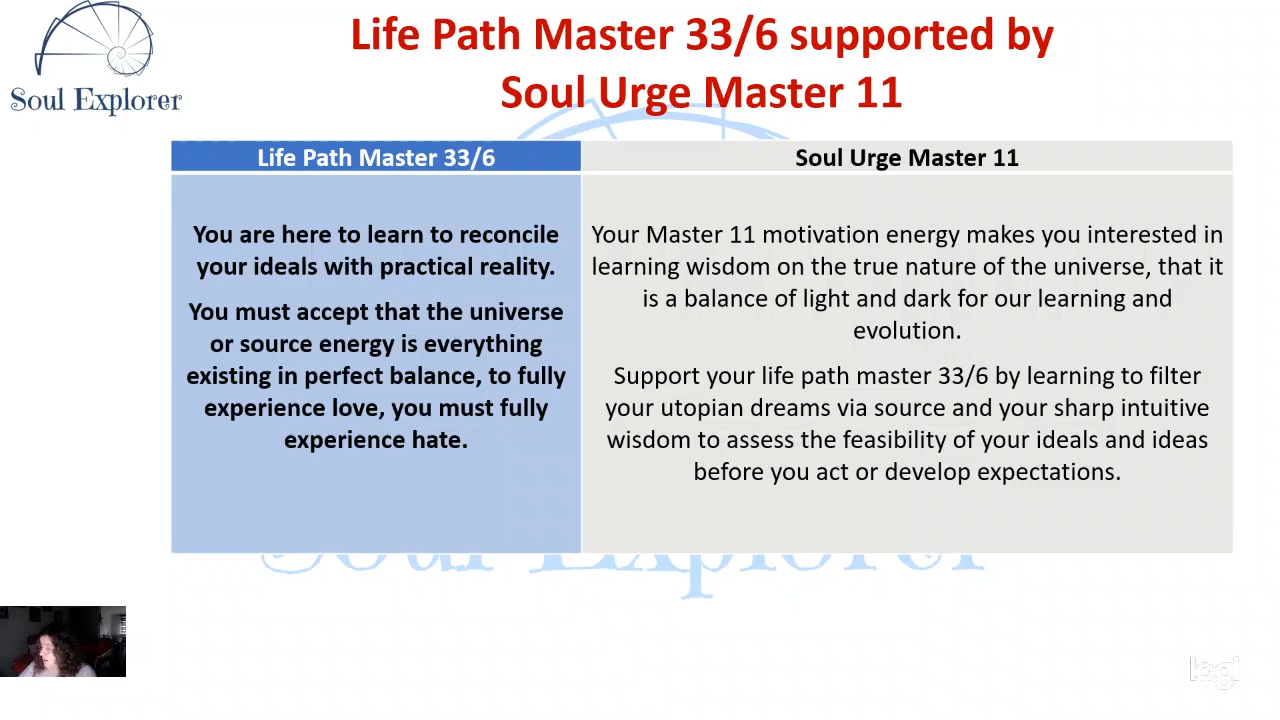 Life Path Master 33/6 supported by
Soul Urge Master 11
Soul Explorer
Life Path Master 33/6
Soul Urge Master 11
You are here to learn to reconcile
your ideals with practical reality.
You must accept that the universe
or source energy is everything
existing in perfect balance, to fully
experience love, you must fully
experience hate.
Your Master 11 motivation energy makes you interested in
learning wisdom on the true nature of the universe, that it
is a balance of light and dark for our learning and
evolution.
Support your life path master 33/6 by learning to filter
your utopian dreams via source and your sharp intuitive
wisdom to assess the feasibility of your ideals and ideas
before you act or develop expectations.
Soul Explorer
logi